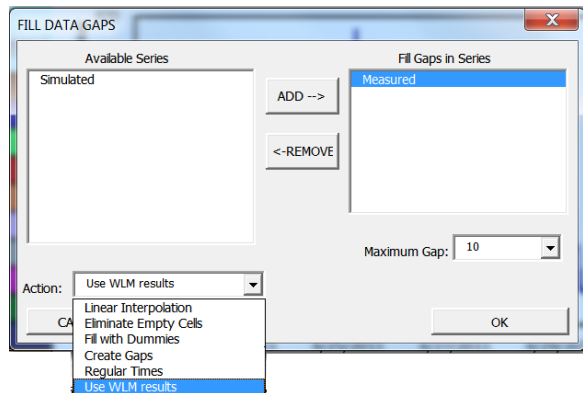 FILL DATA GAPS
X
Available Series
Fill Gaps in Series
Simulated
Measured
ADD -->
<-REMOVE
Maximum Gap: 10
Action: Use WLM results
Linear Interpolation
Eliminate Empty Cells
Fill with Dummies
Create Gaps
Regular Times
Use WLM results
CA
OK